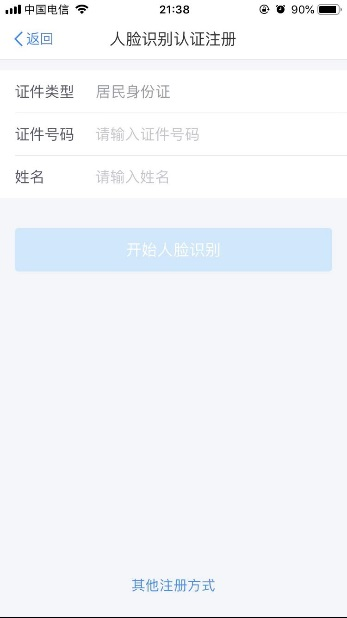 中国电信 21:38 90%
返回 人脸识别认证注册
证件类型 居民身份证
证件号码 请输入证件号码
姓名 请输入姓名
开始人脸识别
其他注册方式